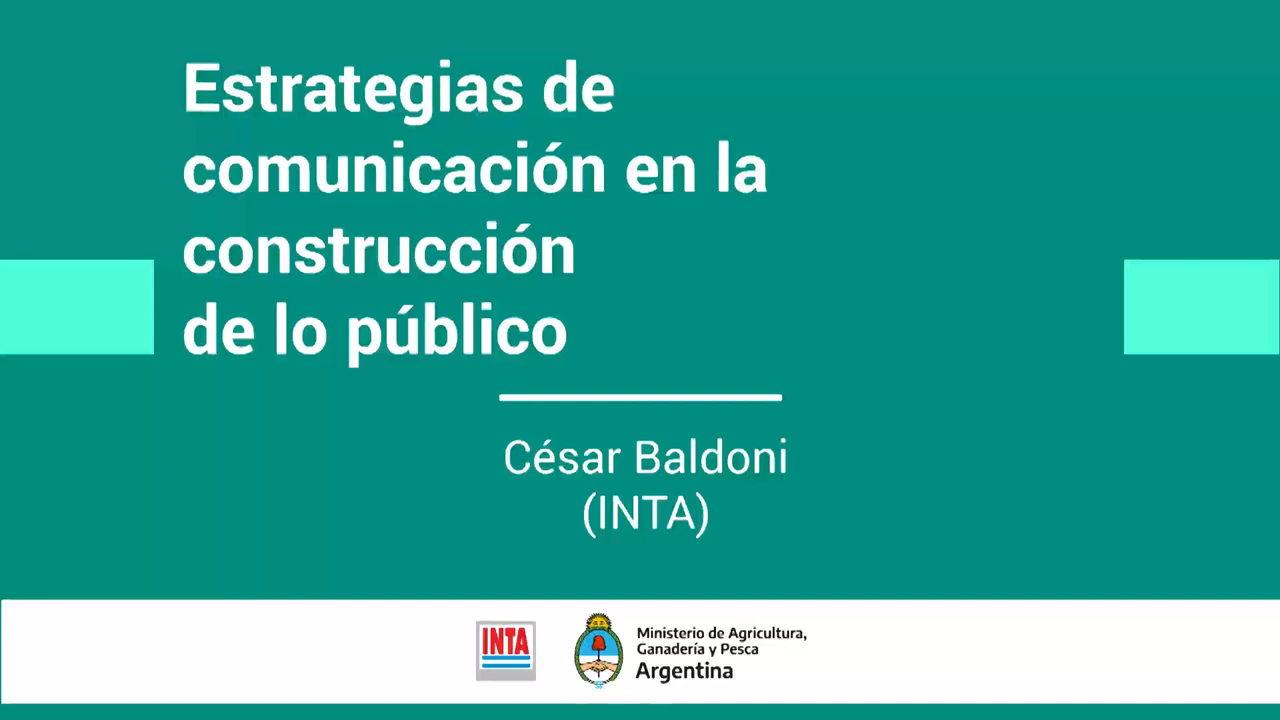 Estrategias de
comunicación en la
construcción
de lo público
César Baldoni
(INTA)
INTA
Ministerio de Agricultura,
Ganadería y Pesca
Argentina